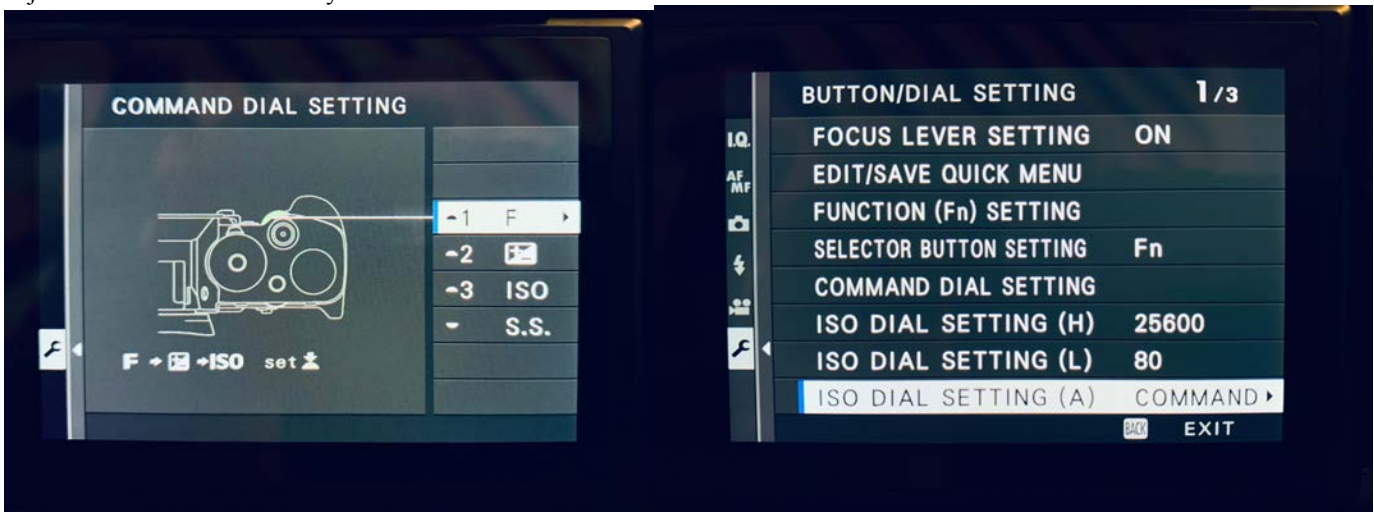 COMMAND DIAL SETTING
1 F
2
3 ISO
S.S.
F → → ISO set
BUTTON/DIAL SETTING 1/3
I.Q.
AF
MF
FOCUS LEVER SETTING ON
EDIT/SAVE QUICK MENU
FUNCTION (Fn) SETTING
SELECTOR BUTTON SETTING Fn
COMMAND DIAL SETTING
ISO DIAL SETTING (H) 25600
ISO DIAL SETTING (L) 80
ISO DIAL SETTING (A) COMMAND
BACK EXIT